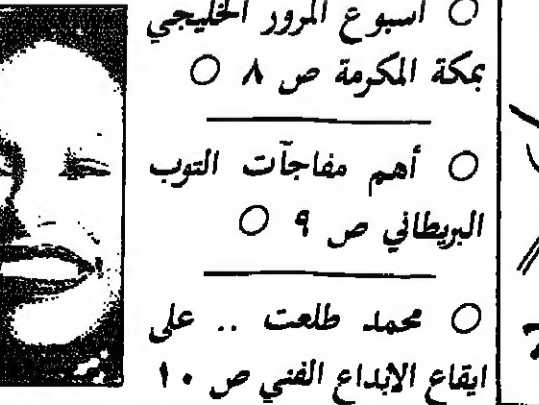 ○ اسبوع المرور الخليجي
بمكة المكرمة ص ٨ ○
○ أهم مفاجآت التوب
البريطاني ص ٩ ○
○ محمد طلعت .. على
ايقاع الابداع الفني ص ١٠